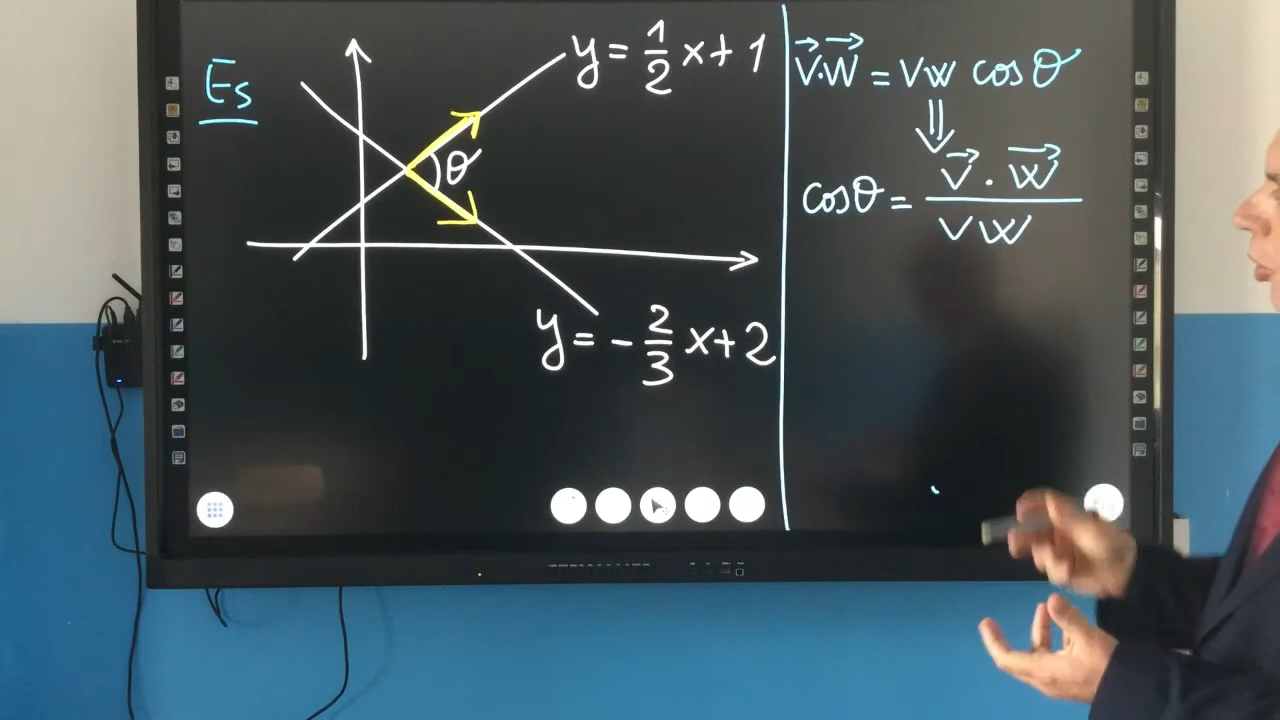 Es
y = 1/2 x + 1
θ
y = - 2/3 x + 2
v⃗·w⃗ = vw cos θ
⇓
cos θ = v⃗ · w⃗ / vw